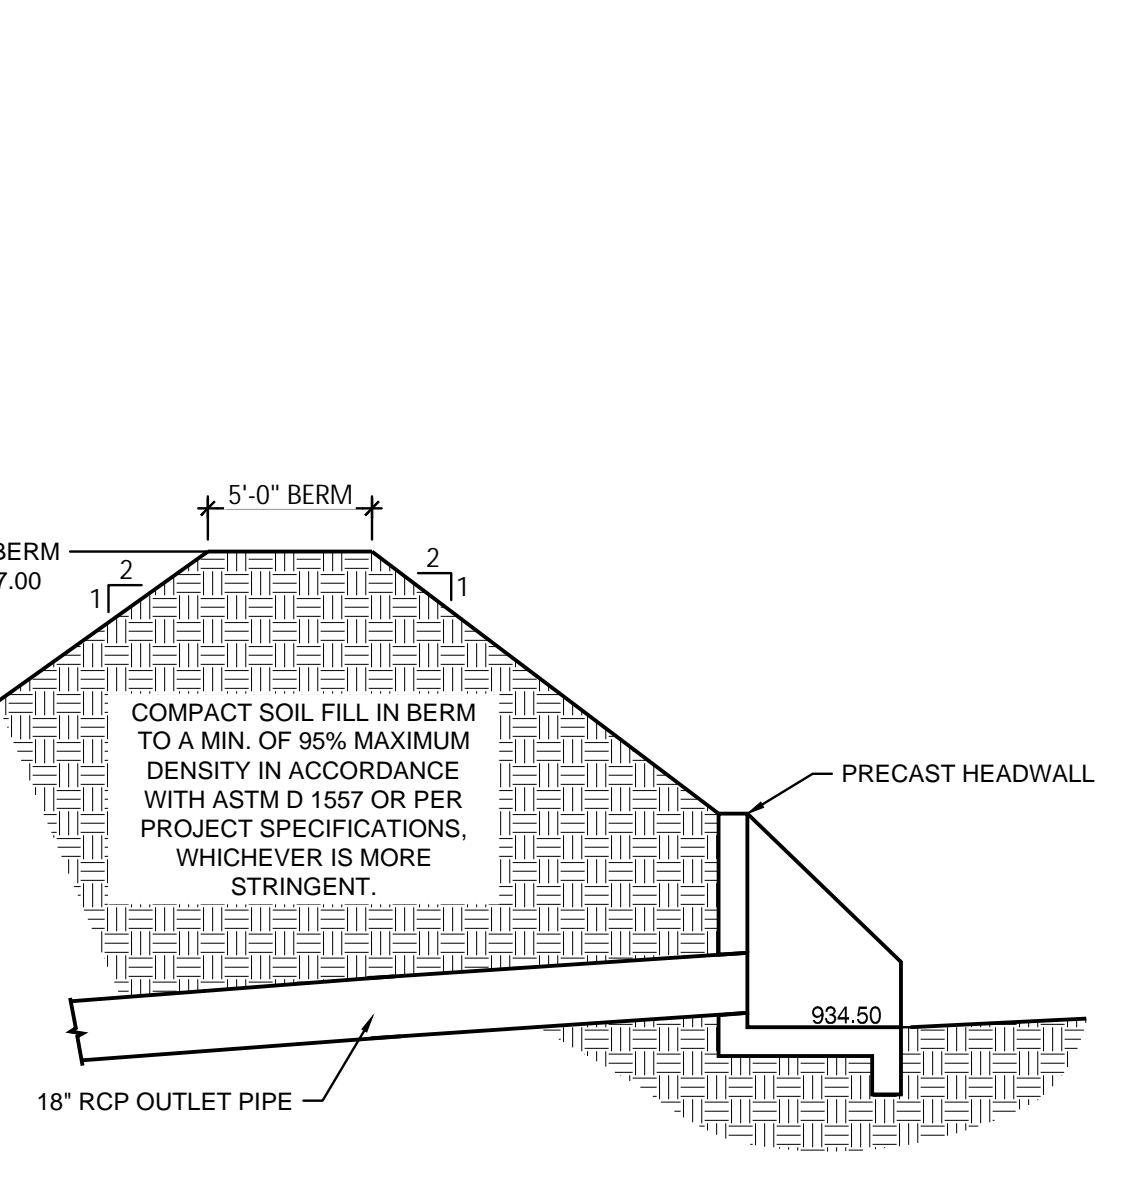 5'-0" BERM
BERM
7.00
2
1
2
1
COMPACT SOIL FILL IN BERM
TO A MIN. OF 95% MAXIMUM
DENSITY IN ACCORDANCE
WITH ASTM D 1557 OR PER
PROJECT SPECIFICATIONS,
WHICHEVER IS MORE
STRINGENT.
PRECAST HEADWALL
934.50
18" RCP OUTLET PIPE